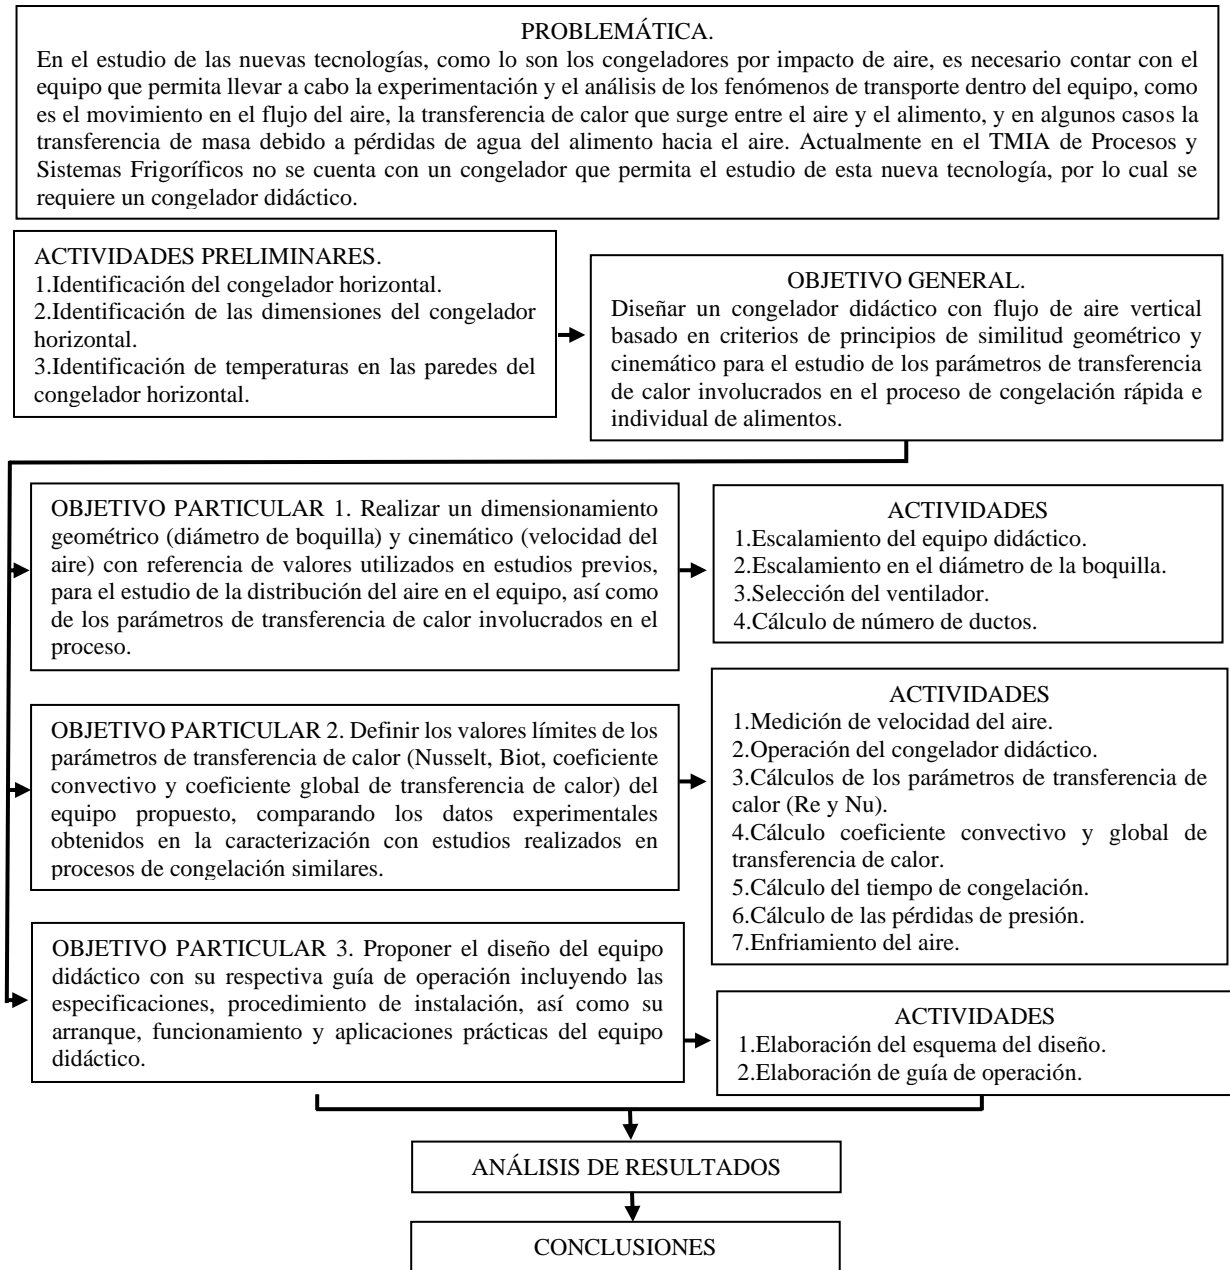 PROBLEMÁTICA.
En el estudio de las nuevas tecnologías, como lo son los congeladores por impacto de aire, es necesario contar con el
equipo que permita llevar a cabo la experimentación y el análisis de los fenómenos de transporte dentro del equipo, como
es el movimiento en el flujo del aire, la transferencia de calor que surge entre el aire y el alimento, y en algunos casos la
transferencia de masa debido a pérdidas de agua del alimento hacia el aire. Actualmente en el TMIA de Procesos y
Sistemas Frigoríficos no se cuenta con un congelador que permita el estudio de esta nueva tecnología, por lo cual se
requiere un congelador didáctico.
ACTIVIDADES PRELIMINARES.
1.Identificación del congelador horizontal.
2.Identificación de las dimensiones del congelador
horizontal.
3.Identificación de temperaturas en las paredes del
congelador horizontal.
OBJETIVO GENERAL.
Diseñar un congelador didáctico con flujo de aire vertical
basado en criterios de principios de similitud geométrico y
cinemático para el estudio de los parámetros de transferencia
de calor involucrados en el proceso de congelación rápida e
individual de alimentos.
OBJETIVO PARTICULAR 1. Realizar un dimensionamiento
geométrico (diámetro de boquilla) y cinemático (velocidad del
aire) con referencia de valores utilizados en estudios previos,
para el estudio de la distribución del aire en el equipo, así como
de los parámetros de transferencia de calor involucrados en el
proceso.
ACTIVIDADES
1.Escalamiento del equipo didáctico.
2.Escalamiento en el diámetro de la boquilla.
3.Selección del ventilador.
4.Cálculo de número de ductos.
OBJETIVO PARTICULAR 2. Definir los valores límites de los
parámetros de transferencia de calor (Nusselt, Biot, coeficiente
convectivo y coeficiente global de transferencia de calor) del
equipo propuesto, comparando los datos experimentales
obtenidos en la caracterización con estudios realizados en
procesos de congelación similares.
ACTIVIDADES
1.Medición de velocidad del aire.
2.Operación del congelador didáctico.
3.Cálculos de los parámetros de transferencia de
calor (Re y Nu).
4.Cálculo coeficiente convectivo y global de
transferencia de calor.
5.Cálculo del tiempo de congelación.
6.Cálculo de las pérdidas de presión.
7.Enfriamiento del aire.
OBJETIVO PARTICULAR 3. Proponer el diseño del equipo
didáctico con su respectiva guía de operación incluyendo las
especificaciones, procedimiento de instalación, así como su
arranque, funcionamiento y aplicaciones prácticas del equipo
didáctico.
ACTIVIDADES
1.Elaboración del esquema del diseño.
2.Elaboración de guía de operación.
ANÁLISIS DE RESULTADOS
CONCLUSIONES